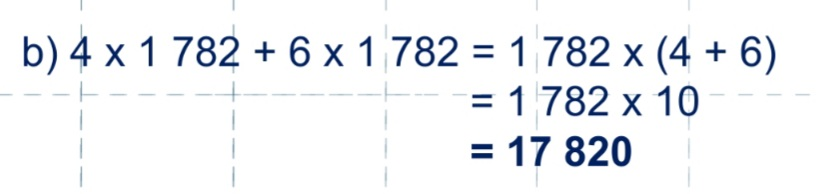 b) 4 x 1 782 + 6 x 1 782 = 1 782 x (4 + 6)
= 1 782 x 10
= 17 820